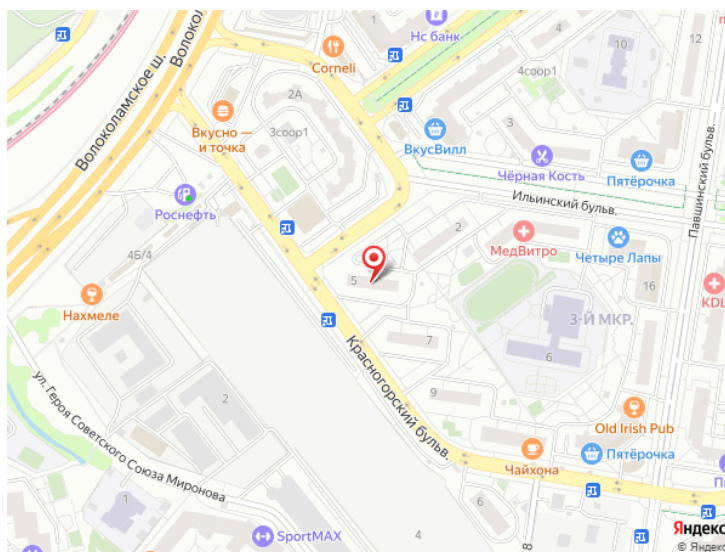 1
Нс банк
12
Волоколамское ш.
Corneli
10
4соор1
2А
Вкусно —
и точка
3соор1
3
ВкусВилл
Чёрная Кость
Пятёрочка
Павшинский бульв.
Роснефть
Ильинский бульв.
2
МедВитро
Четыре Лапы
4Б/4
5
16
KDL
Нахмеле
3-Й МКР.
7
6
Красногорский бульв.
9
2
ул. Героя Советского Союза Миронова
Old Irish Pub
Чайхона
Пятёрочка
1
6
8
4
SportMAX
Яндекс
© Яндекс